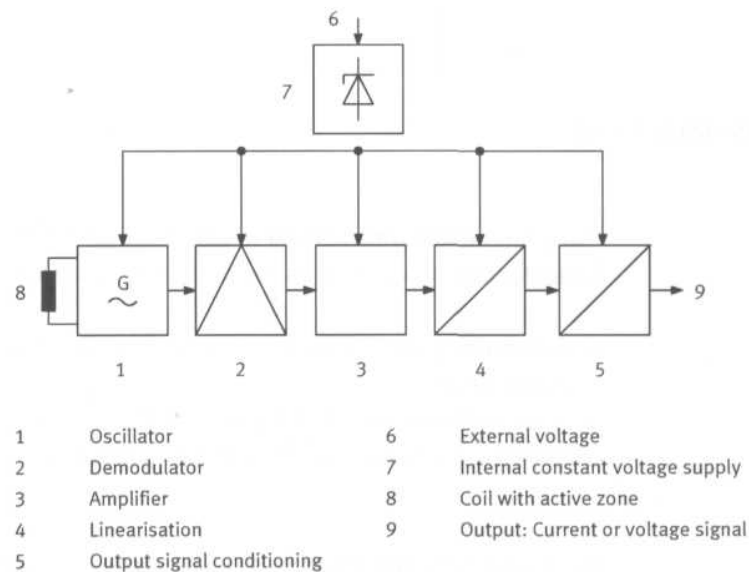 6
7
8
G
9
1 2 3 4 5
1 Oscillator 6 External voltage
2 Demodulator 7 Internal constant voltage supply
3 Amplifier 8 Coil with active zone
4 Linearisation 9 Output: Current or voltage signal
5 Output signal conditioning